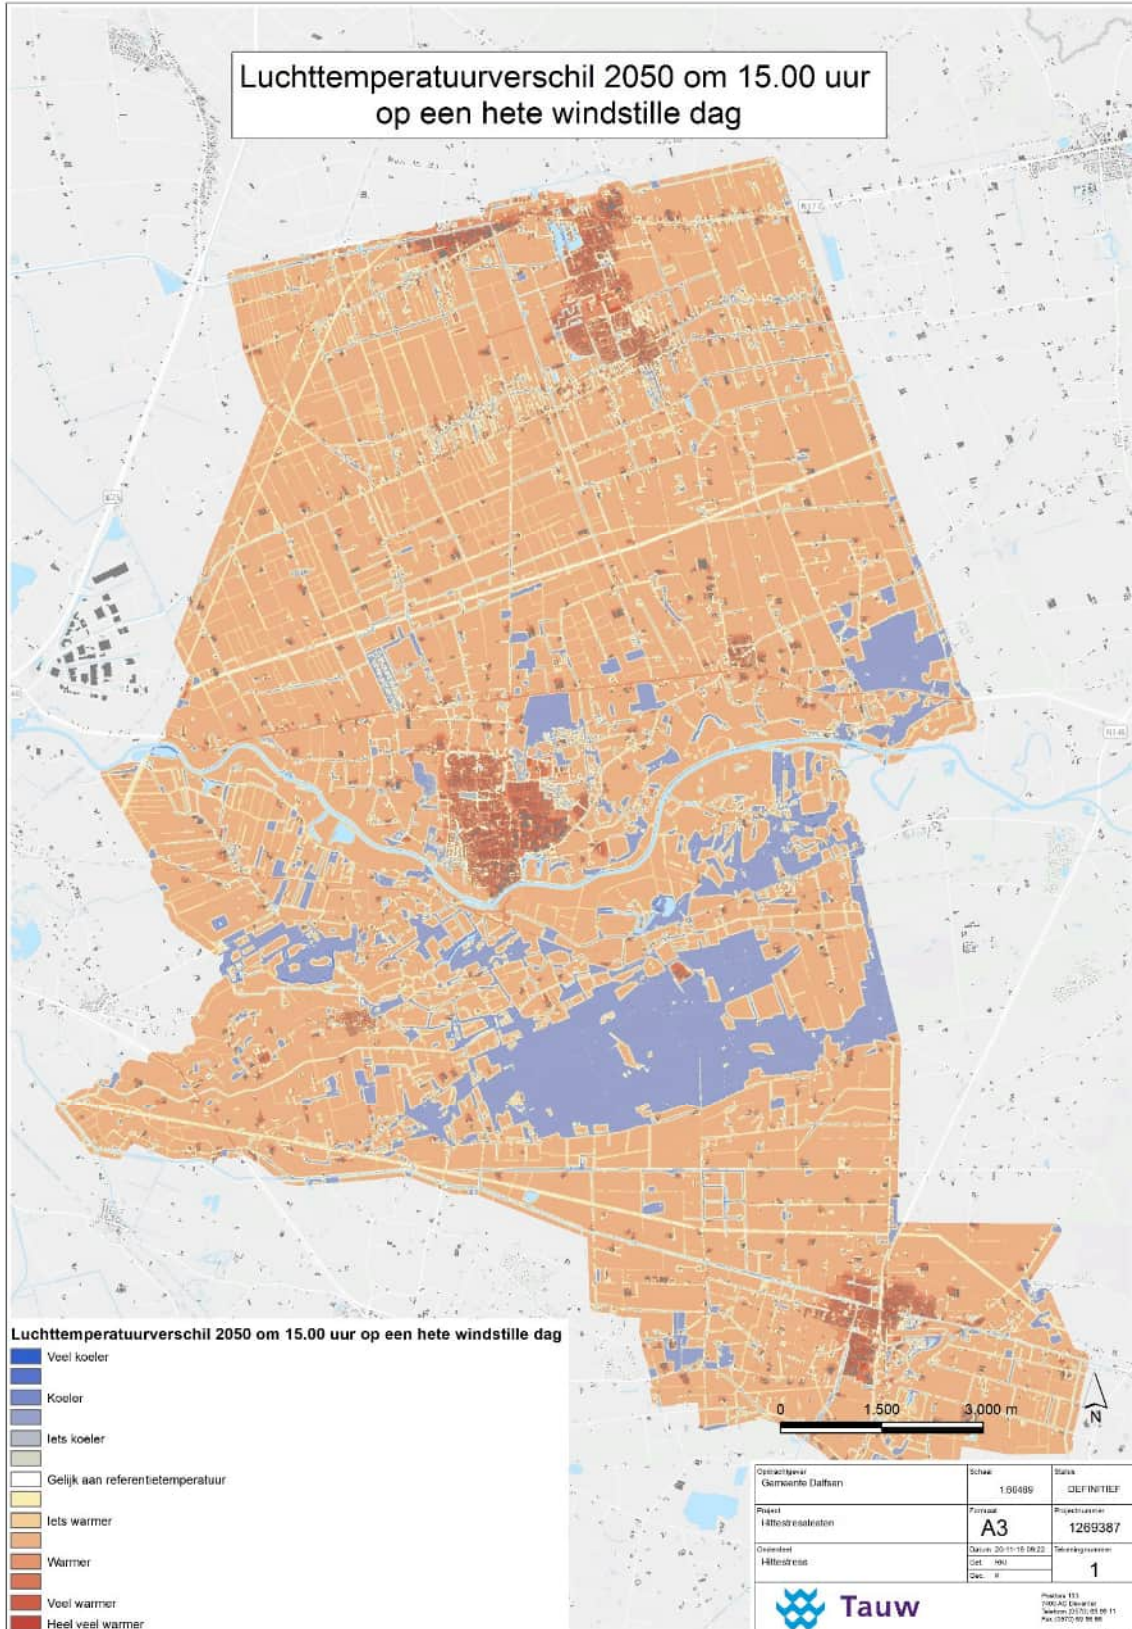 Luchttemperatuurverschil 2050 om 15.00 uur
op een hete windstille dag
N377
Luchttemperatuurverschil 2050 om 15.00 uur op een hete windstille dag
Veel koeler
Koeler
Iets koeler
Gelijk aan referentietemperatuur
Iets warmer
Warmer
Veel warmer
Heel veel warmer
0 1.500 3.000 m
N
Opdrachtgever
Gemeente Dalfsen
Schaal
Status
DEFINITIEF
Project
Hittestresstesten
Formaat
A3
Projectnummer
1269387
Onderdeel
Hittestress
Tekeningnummer
1
Tauw